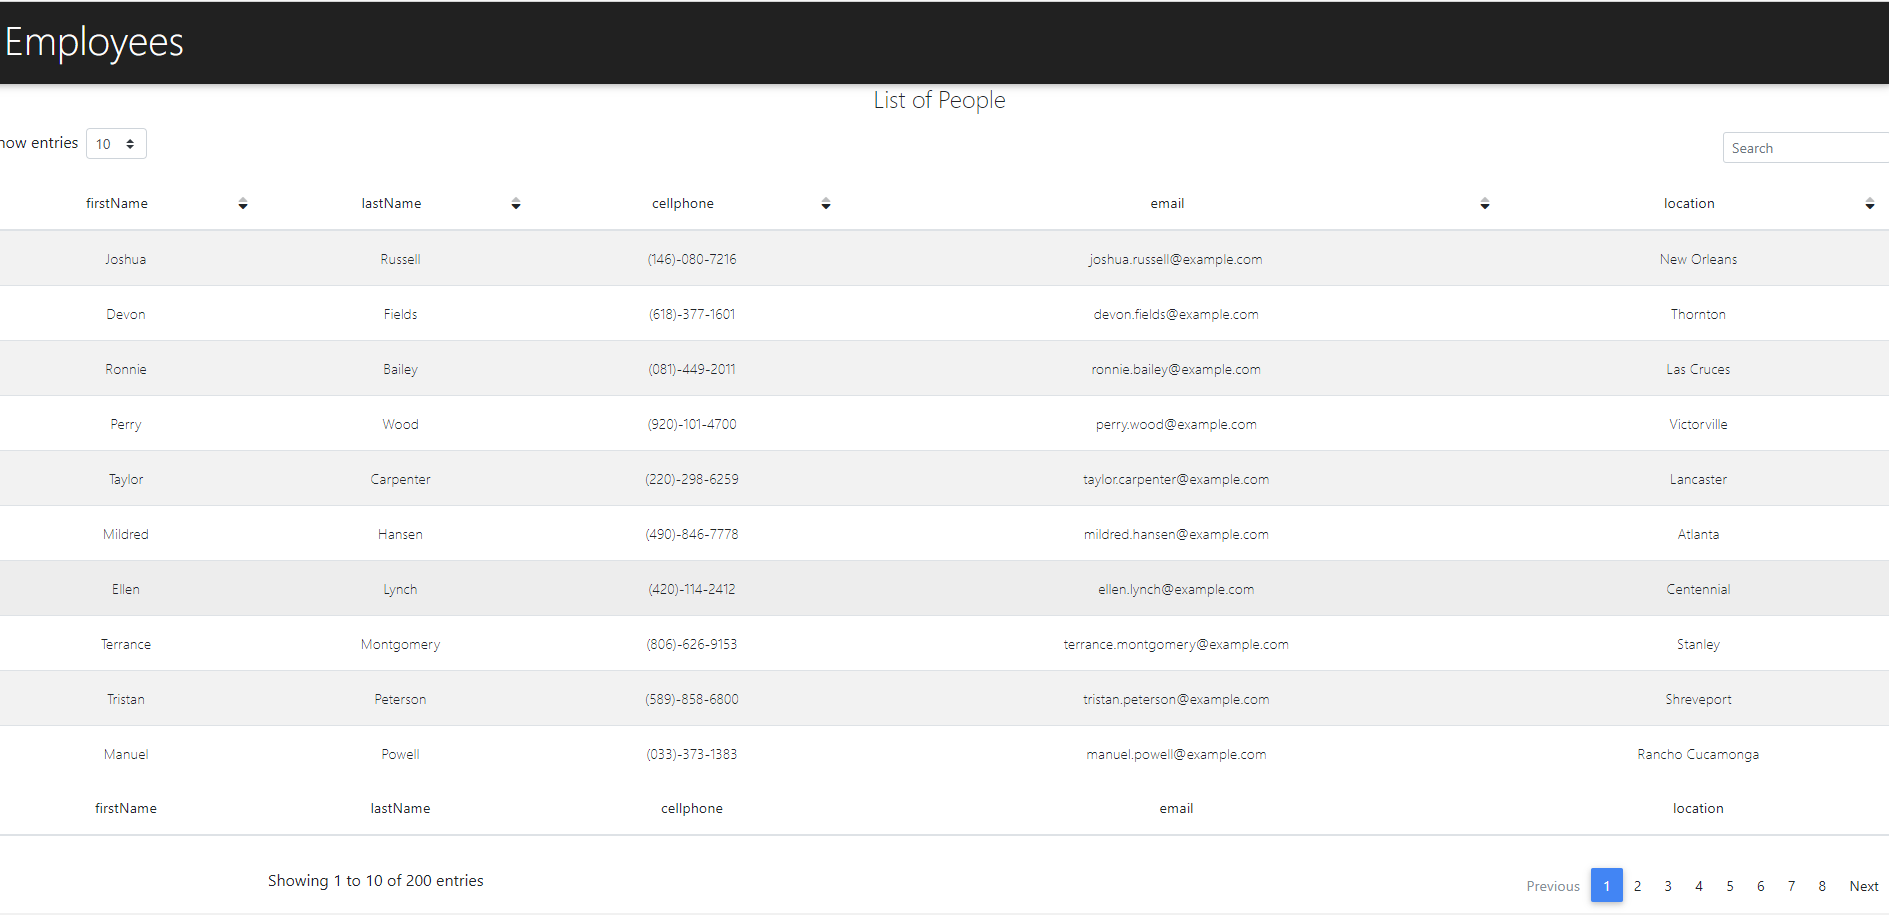 Employees
List of People
how entries 10
Search
firstName lastName cellphone email location
Joshua Russell (146)-080-7216 joshua.russell@example.com New Orleans
Devon Fields (618)-377-1601 devon.fields@example.com Thornton
Ronnie Bailey (081)-449-2011 ronnie.bailey@example.com Las Cruces
Perry Wood (920)-101-4700 perry.wood@example.com Victorville
Taylor Carpenter (220)-298-6259 taylor.carpenter@example.com Lancaster
Mildred Hansen (490)-846-7778 mildred.hansen@example.com Atlanta
Ellen Lynch (420)-114-2412 ellen.lynch@example.com Centennial
Terrance Montgomery (806)-626-9153 terrance.montgomery@example.com Stanley
Tristan Peterson (589)-858-6800 tristan.peterson@example.com Shreveport
Manuel Powell (033)-373-1383 manuel.powell@example.com Rancho Cucamonga
firstName lastName cellphone email location
Showing 1 to 10 of 200 entries
Previous 1 2 3 4 5 6 7 8 Next